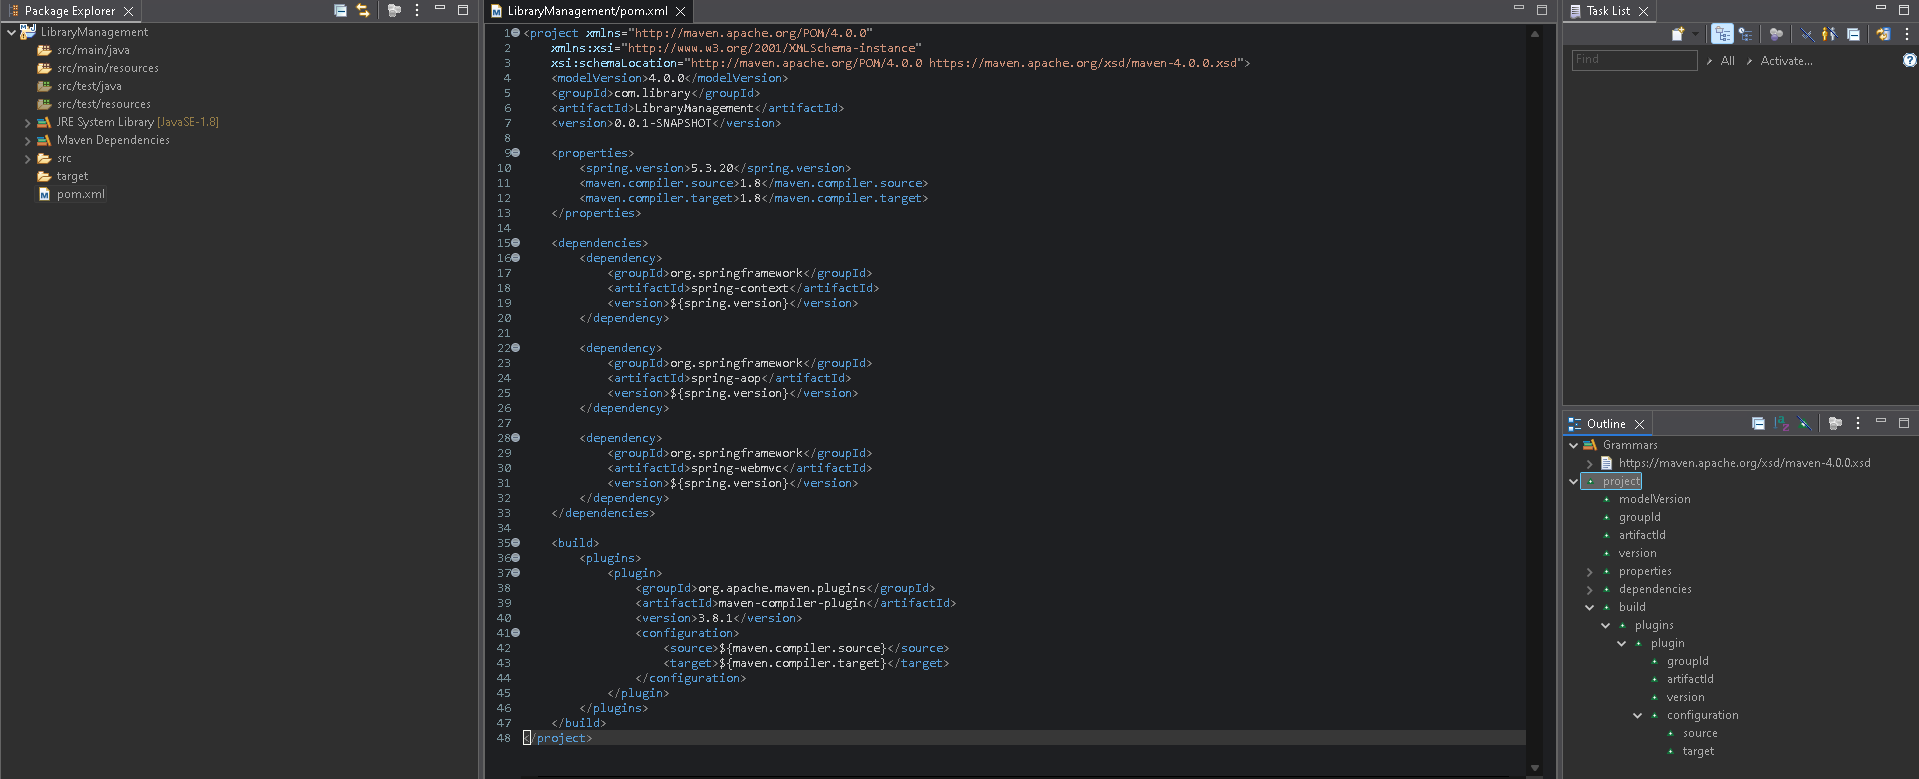 Package Explorer
LibraryManagement
src/main/java
src/main/resources
src/test/java
src/test/resources
JRE System Library [JavaSE-1.8]
Maven Dependencies
src
target
pom.xml
LibraryManagement/pom.xml
1 <project xmlns="http://maven.apache.org/POM/4.0.0"
2     xmlns:xsi="http://www.w3.org/2001/XMLSchema-instance"
3     xsi:schemaLocation="http://maven.apache.org/POM/4.0.0 https://maven.apache.org/xsd/maven-4.0.0.xsd">
4     <modelVersion>4.0.0</modelVersion>
5     <groupId>com.library</groupId>
6     <artifactId>LibraryManagement</artifactId>
7     <version>0.0.1-SNAPSHOT</version>
8
9     <properties>
10         <spring.version>5.3.20</spring.version>
11         <maven.compiler.source>1.8</maven.compiler.source>
12         <maven.compiler.target>1.8</maven.compiler.target>
13     </properties>
14
15     <dependencies>
16         <dependency>
17             <groupId>org.springframework</groupId>
18             <artifactId>spring-context</artifactId>
19             <version>${spring.version}</version>
20         </dependency>
21
22         <dependency>
23             <groupId>org.springframework</groupId>
24             <artifactId>spring-aop</artifactId>
25             <version>${spring.version}</version>
26         </dependency>
27
28         <dependency>
29             <groupId>org.springframework</groupId>
30             <artifactId>spring-webmvc</artifactId>
31             <version>${spring.version}</version>
32         </dependency>
33     </dependencies>
34
35     <build>
36         <plugins>
37             <plugin>
38                 <groupId>org.apache.maven.plugins</groupId>
39                 <artifactId>maven-compiler-plugin</artifactId>
40                 <version>3.8.1</version>
41                 <configuration>
42                     <source>${maven.compiler.source}</source>
43                     <target>${maven.compiler.target}</target>
44                 </configuration>
45             </plugin>
46         </plugins>
47     </build>
48 </project>
Task List
Find
All
Activate...
Outline
Grammars
https://maven.apache.org/xsd/maven-4.0.0.xsd
project
modelVersion
groupId
artifactId
version
properties
dependencies
build
plugins
plugin
groupId
artifactId
version
configuration
source
target